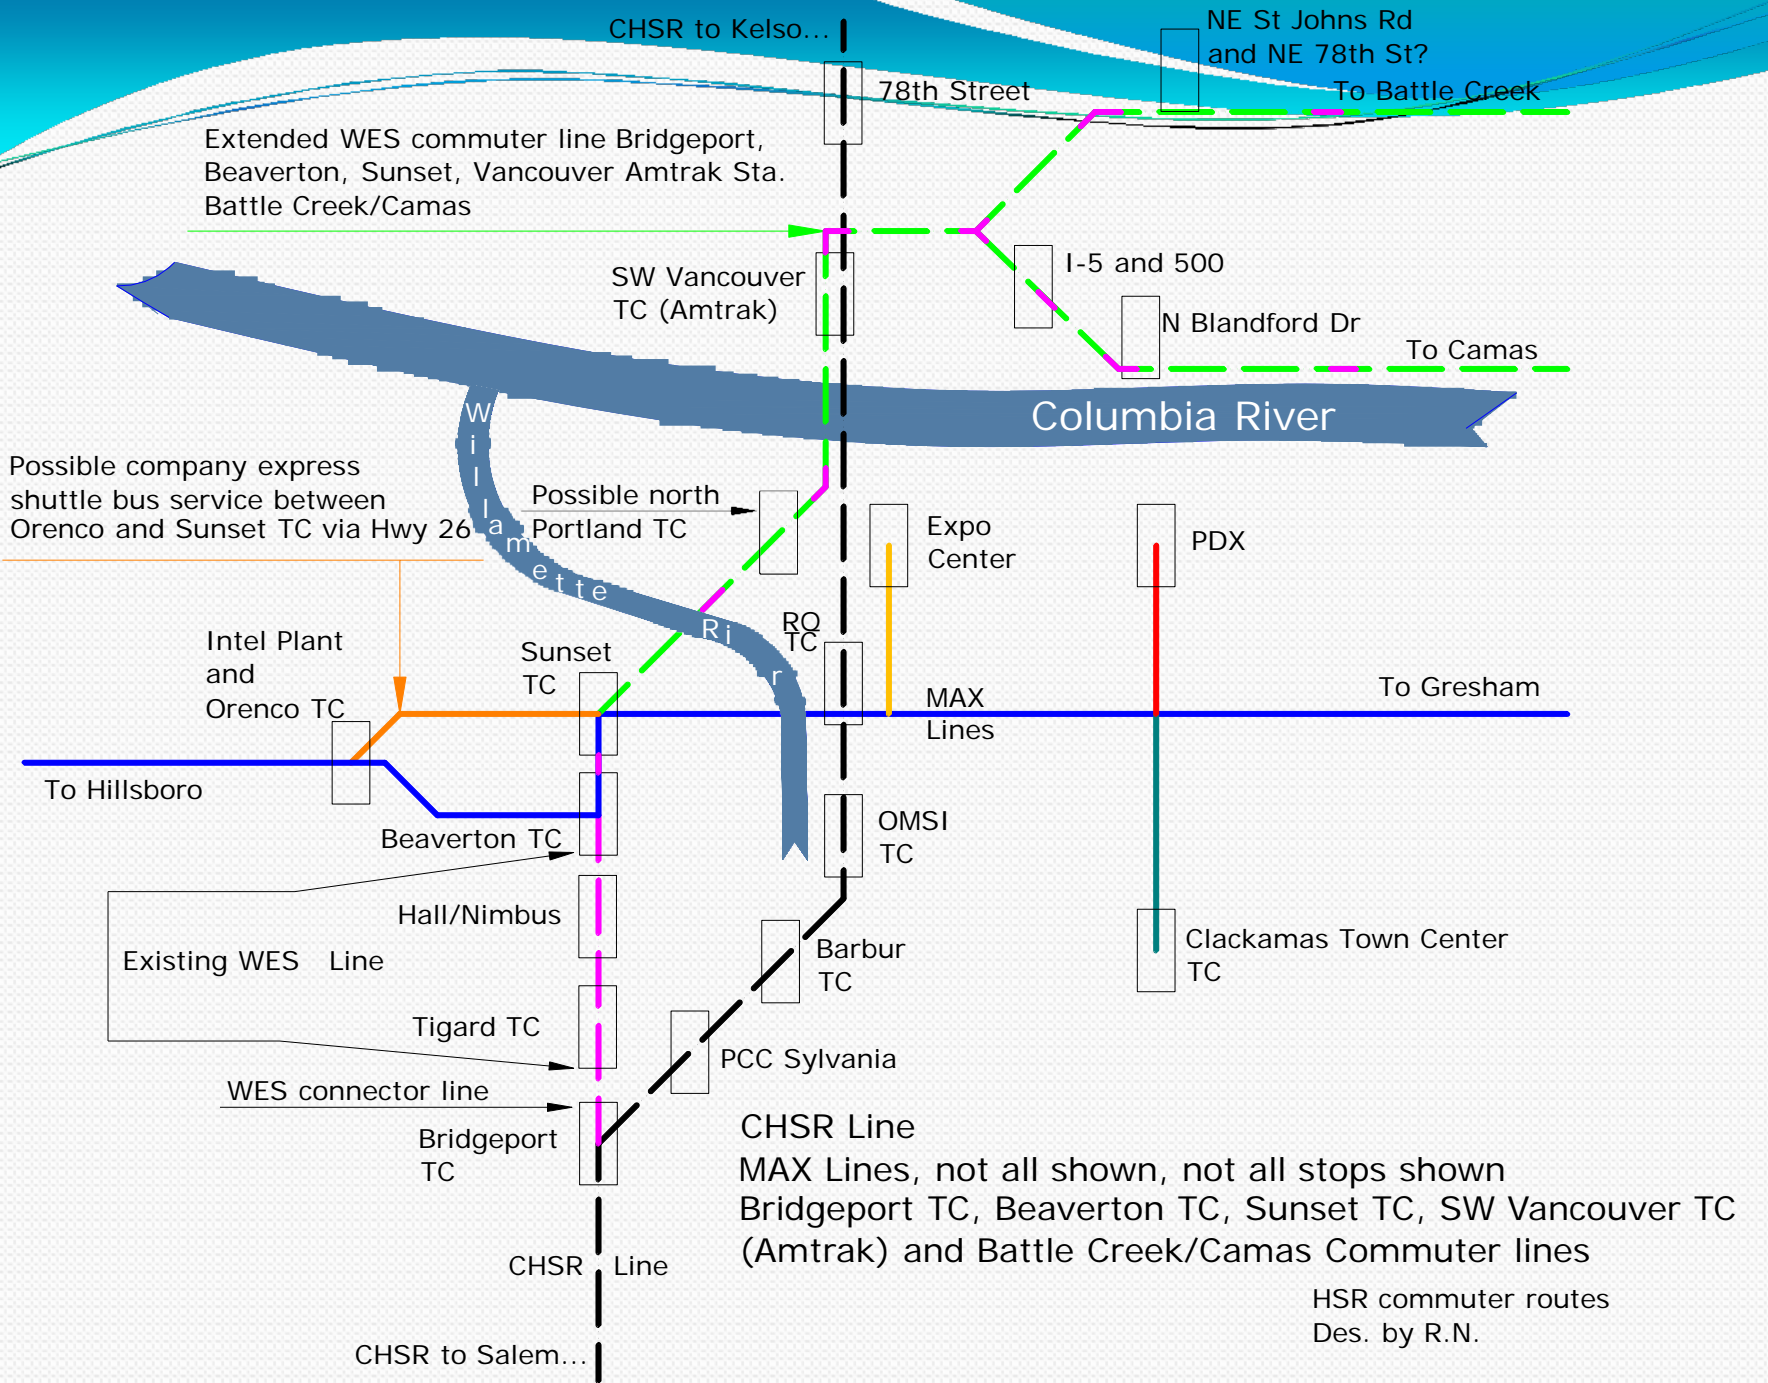 CHSR to Kelso...
NE St Johns Rd
and NE 78th St?
78th Street
To Battle Creek
Extended WES commuter line Bridgeport,
Beaverton, Sunset, Vancouver Amtrak Sta.
Battle Creek/Camas
SW Vancouver
TC (Amtrak)
I-5 and 500
N Blandford Dr
To Camas
Columbia River
Willamette Ri r
Possible company express
shuttle bus service between
Orenco and Sunset TC via Hwy 26
Possible north
Portland TC
Expo
Center
PDX
RQ
TC
Intel Plant
and
Orenco TC
Sunset
TC
MAX
Lines
To Gresham
To Hillsboro
Beaverton TC
OMSI
TC
Hall/Nimbus
Existing WES Line
Barbur
TC
Clackamas Town Center
TC
Tigard TC
PCC Sylvania
WES connector line
Bridgeport
TC
CHSR Line
MAX Lines, not all shown, not all stops shown
Bridgeport TC, Beaverton TC, Sunset TC, SW Vancouver TC
(Amtrak) and Battle Creek/Camas Commuter lines
CHSR Line
HSR commuter routes
Des. by R.N.
CHSR to Salem...